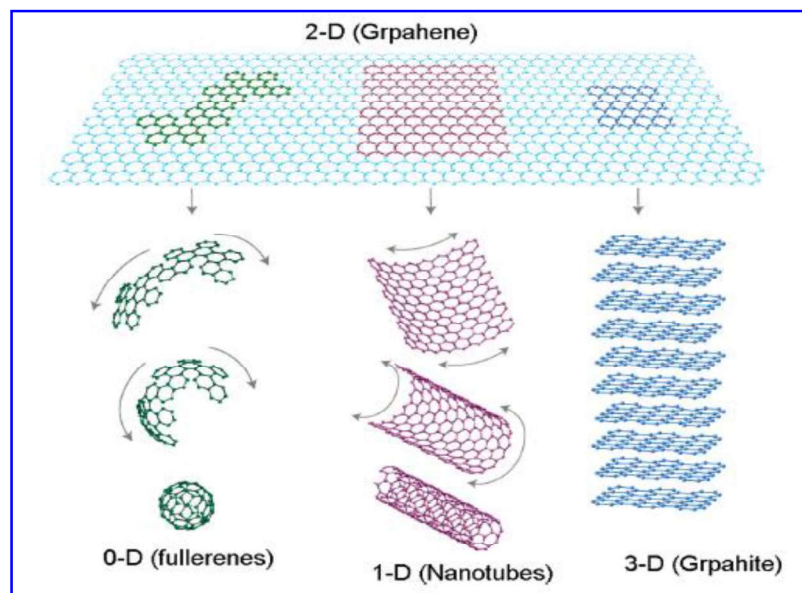 2-D (Grpahene)
0-D (fullerenes)
1-D (Nanotubes)
3-D (Grpahite)